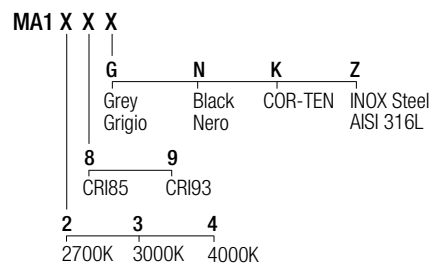 MA1 X X X
G N K Z
Grey Black COR-TEN INOX Steel
Grigio Nero AISI 316L
8 9
CRI85 CRI93
2 3 4
2700K 3000K 4000K